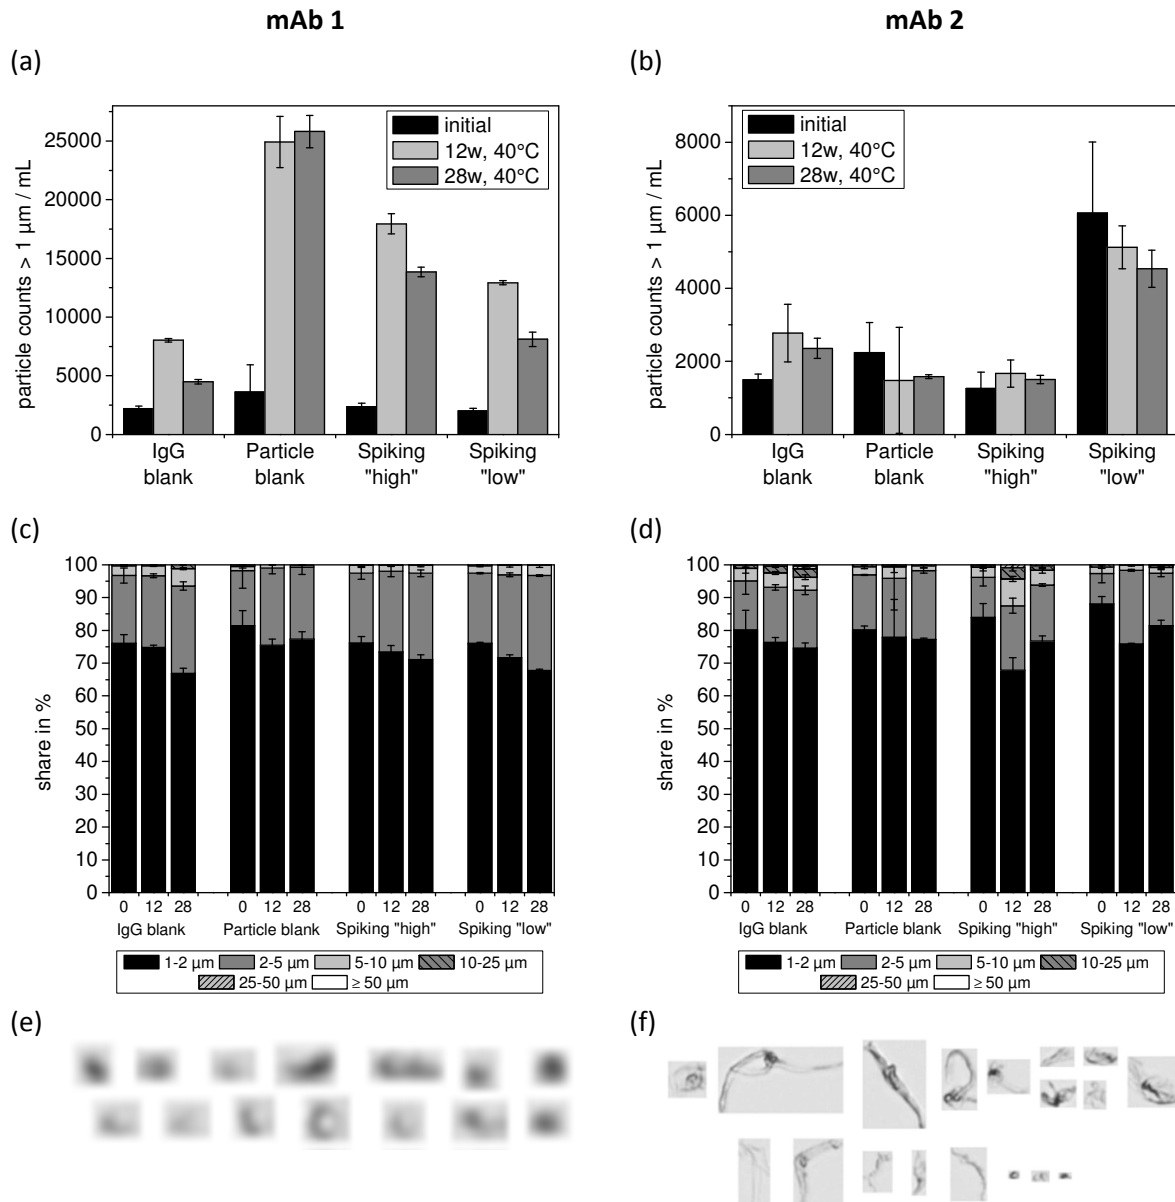 mAb 1
mAb 2
(a)
(b)
particle counts > 1 µm / mL
25000
20000
15000
10000
5000
0
initial
12w, 40°C
28w, 40°C
IgG blank
Particle blank
Spiking "high"
Spiking "low"
particle counts > 1 µm / mL
8000
6000
4000
2000
0
initial
12w, 40°C
28w, 40°C
IgG blank
Particle blank
Spiking "high"
Spiking "low"
(c)
(d)
share in %
100
90
80
70
60
50
40
30
20
10
0
0 12 28 0 12 28 0 12 28 0 12 28
IgG blank Particle blank Spiking "high" Spiking "low"
1-2 µm 2-5 µm 5-10 µm 10-25 µm
25-50 µm ≥ 50 µm
share in %
100
90
80
70
60
50
40
30
20
10
0
0 12 28 0 12 28 0 12 28 0 12 28
IgG blank Particle blank Spiking "high" Spiking "low"
1-2 µm 2-5 µm 5-10 µm 10-25 µm
25-50 µm ≥ 50 µm
(e)
(f)